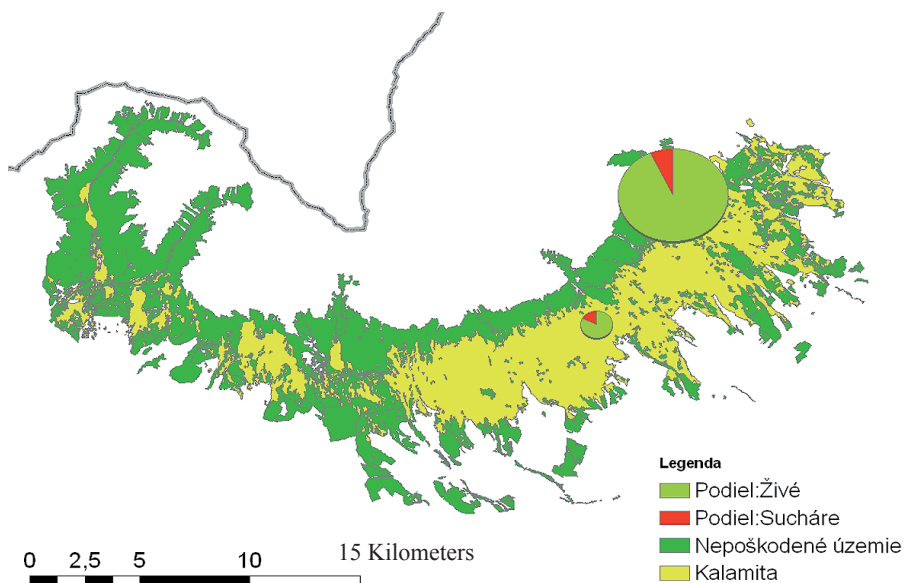 Legenda
Podiel:Živé
Podiel:Sucháre
Nepoškodené územie
Kalamita
0 2,5 5 10 15 Kilometers